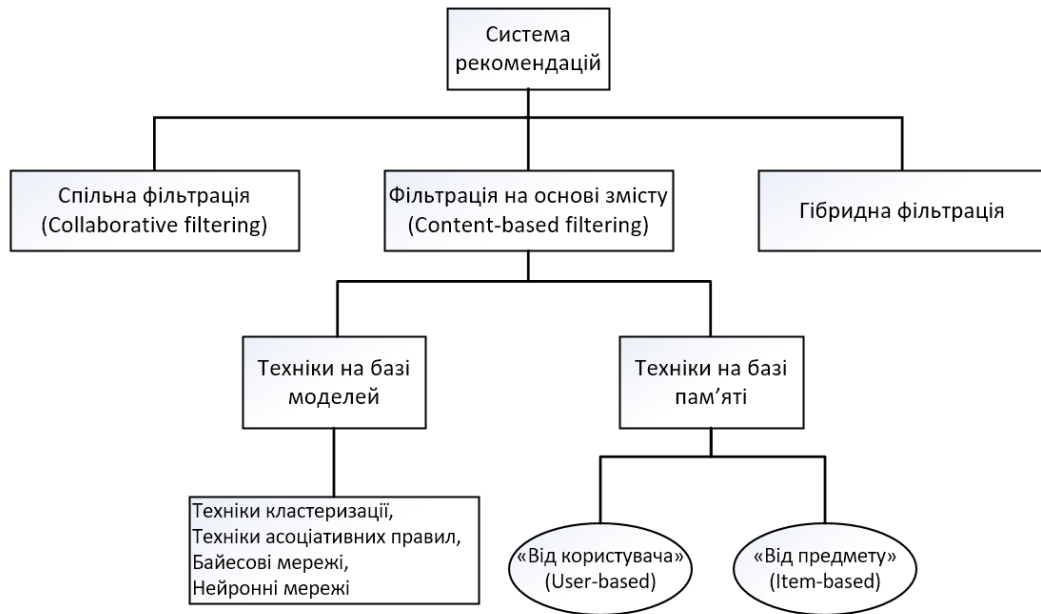 Система
рекомендацій
Спільна фільтрація
(Collaborative filtering)
Фільтрація на основі змісту
(Content-based filtering)
Гібридна фільтрація
Техніки на базі
моделей
Техніки на базі
пам’яті
Техніки кластеризації,
Техніки асоціативних правил,
Байесові мережі,
Нейронні мережі
«Від користувача»
(User-based)
«Від предмету»
(Item-based)